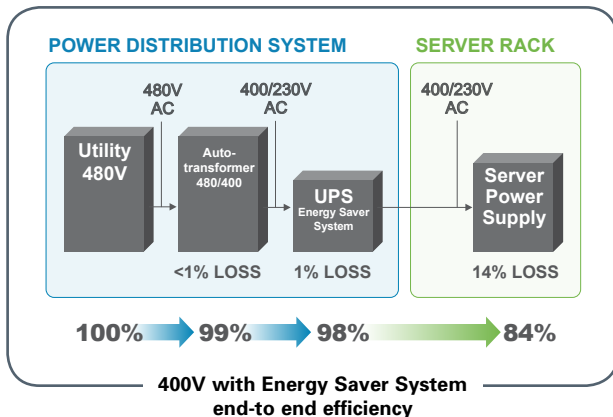 POWER DISTRIBUTION SYSTEM
SERVER RACK
480V
AC
400/230V
AC
400/230V
AC
Utility
480V
Auto-
transformer
480/400
UPS
Energy Saver
System
Server
Power
Supply
<1% LOSS
1% LOSS
14% LOSS
100%
99%
98%
84%
400V with Energy Saver System
end-to end efficiency